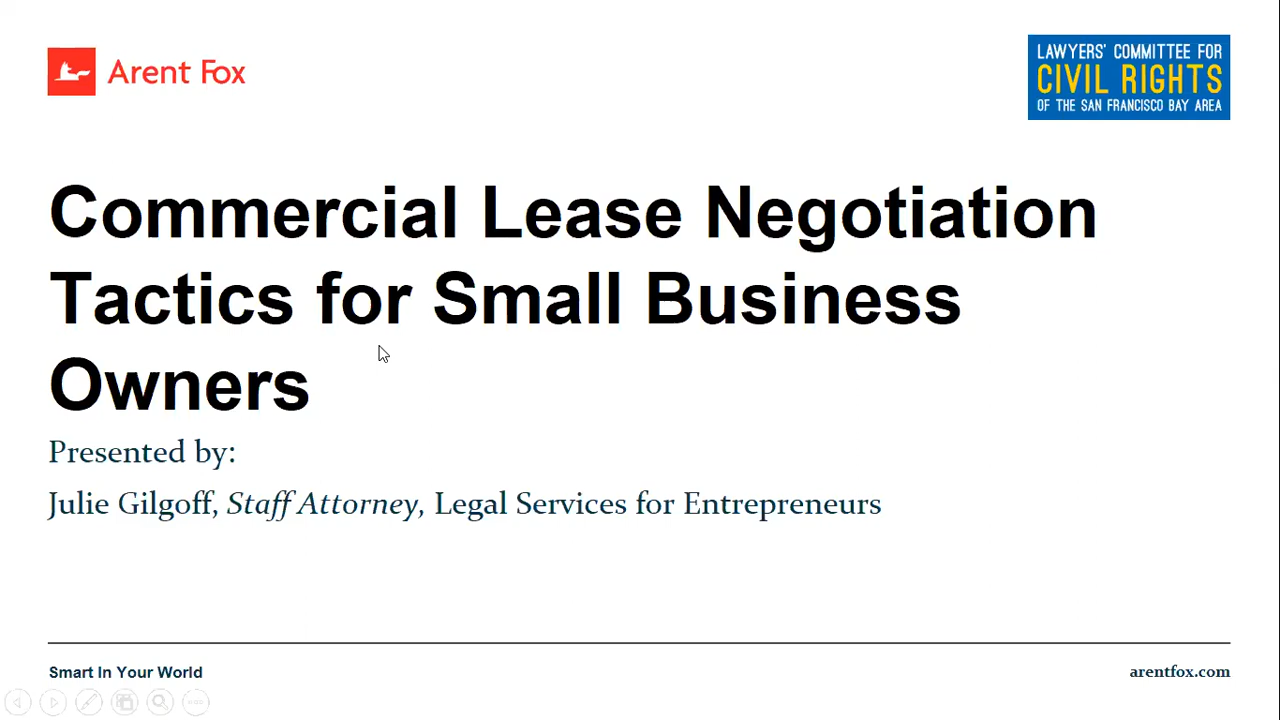 Arent Fox
LAWYERS' COMMITTEE FOR
CIVIL RIGHTS
OF THE SAN FRANCISCO BAY AREA
Commercial Lease Negotiation
Tactics for Small Business
Owners
Presented by:
Julie Gilgoff, Staff Attorney, Legal Services for Entrepreneurs
Smart In Your World
arentfox.com